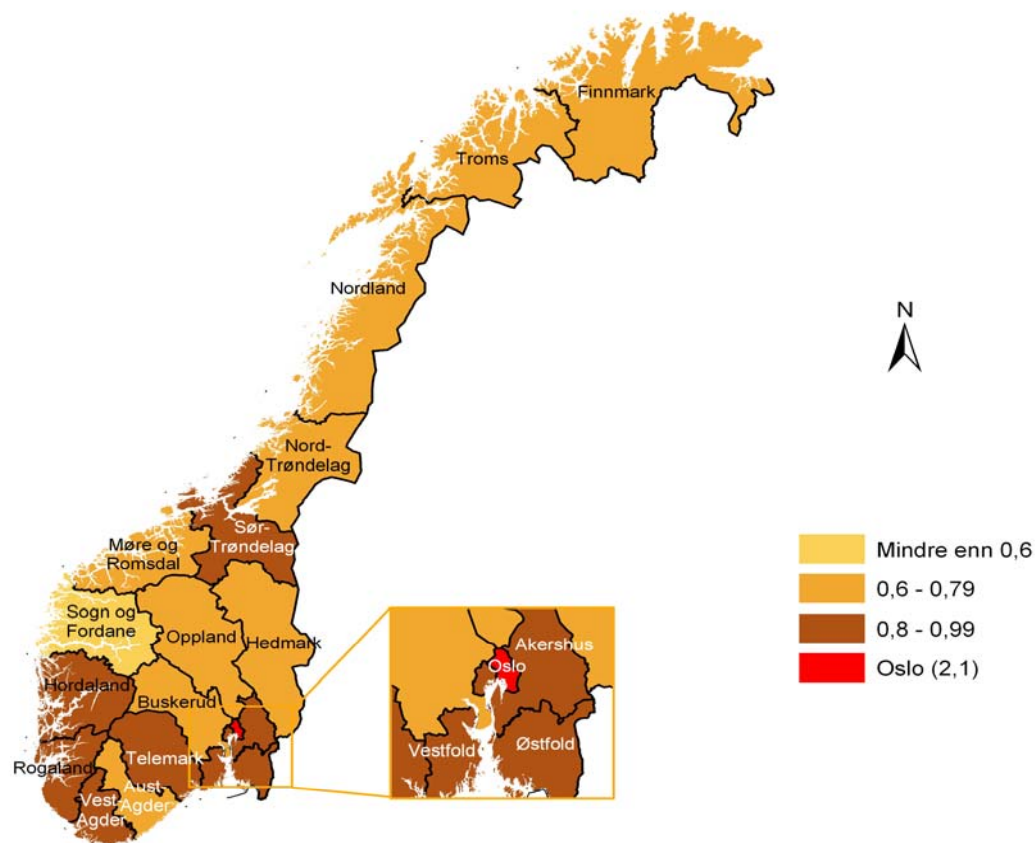 Finnmark
Troms
N
Nordland
Nord-
Trøndelag
Sør-
Trøndelag
Møre og
Romsdal
Sogn og
Fordane
Oppland
Hedmark
Hordaland
Buskerud
Telemark
Rogaland
Aust-
Agder
Vest-
Agder
Akershus
Oslo
Vestfold
Østfold
Mindre enn 0,6
0,6 - 0,79
0,8 - 0,99
Oslo (2,1)